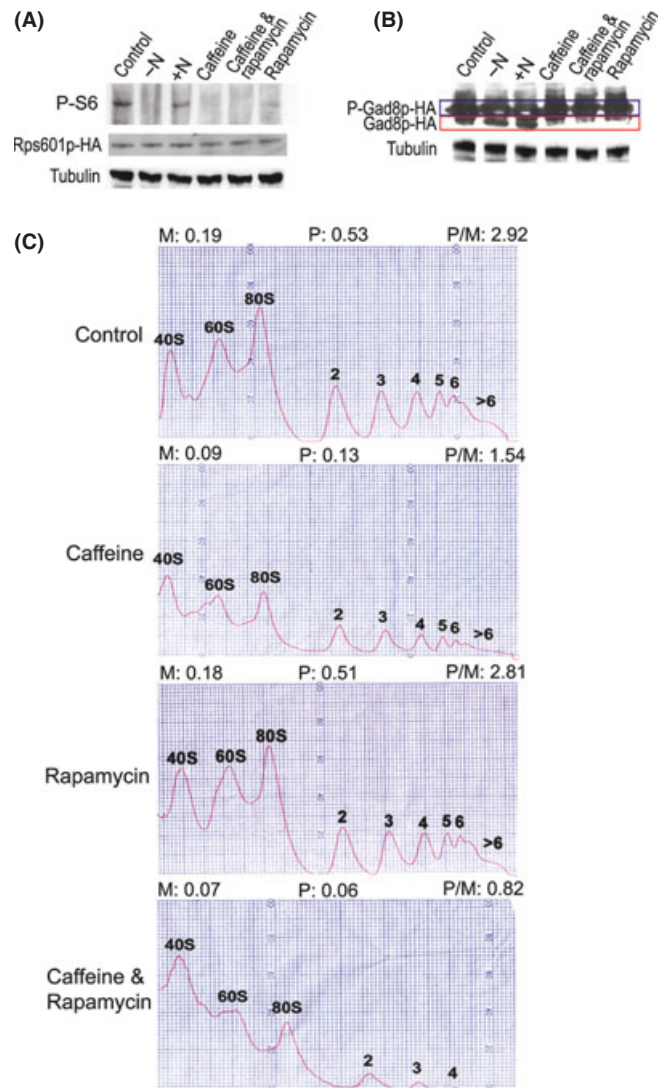 (A)
Control
–N
+N
Caffeine
Caffeine &
rapamycin
Rapamycin
P-S6
Rps601p-HA
Tubulin
(B)
Control
–N
+N
Caffeine
Caffeine &
rapamycin
Rapamycin
P-Gad8p-HA
Gad8p-HA
Tubulin
(C)
M: 0.19 P: 0.53 P/M: 2.92
Control
40S 60S 80S 2 3 4 5 6 >6
M: 0.09 P: 0.13 P/M: 1.54
Caffeine
40S 60S 80S 2 3 4 5 6 >6
M: 0.18 P: 0.51 P/M: 2.81
Rapamycin
40S 60S 80S 2 3 4 5 6 >6
M: 0.07 P: 0.06 P/M: 0.82
Caffeine &
Rapamycin
40S 60S 80S 2 3 4